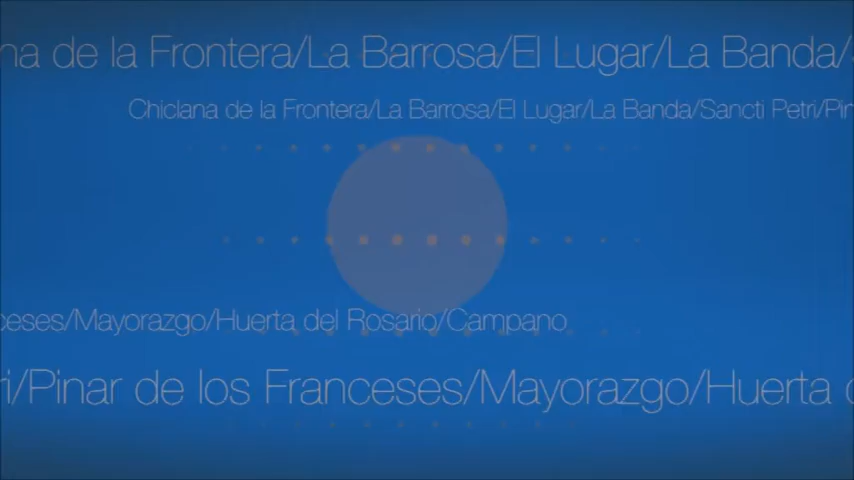 na de la Frontera/La Barrosa/El Lugar/La Banda/
Chiclana de la Frontera/La Barrosa/El Lugar/La Banda/Sancti Petri/Pin
ceses/Mayorazgo/Huerta del Rosario/Campano
ri/Pinar de los Franceses/Mayorazgo/Huerta